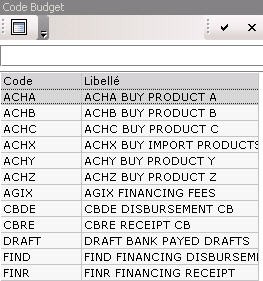 Code Budget
Code Libellé
ACHA ACHA BUY PRODUCT A
ACHB ACHB BUY PRODUCT B
ACHC ACHC BUY PRODUCT C
ACHX ACHX BUY IMPORT PRODUCTS
ACHY ACHY BUY PRODUCT Y
ACHZ ACHZ BUY PRODUCT Z
AGIX AGIX FINANCING FEES
CBDE CBDE DISBURSEMENT CB
CBRE CBRE RECEIPT CB
DRAFT DRAFT BANK PAYED DRAFTS
FIND FIND FINANCING DISBURSEM
FINR FINR FINANCING RECEIPT